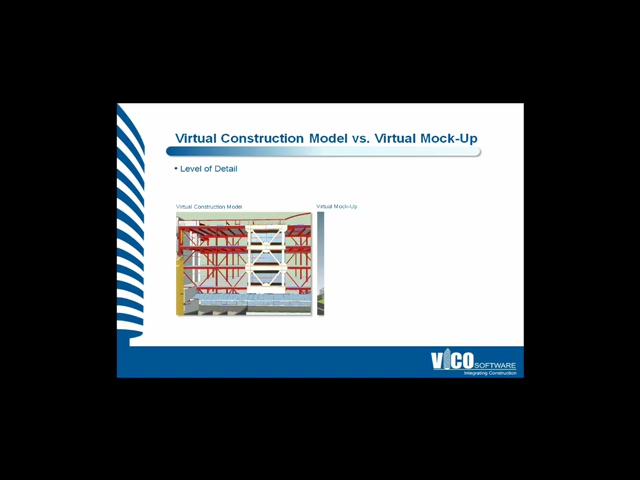 Virtual Construction Model vs. Virtual Mock-Up
• Level of Detail
Virtual Construction Model
Virtual Mock-Up
VICO SOFTWARE
Integrating Construction